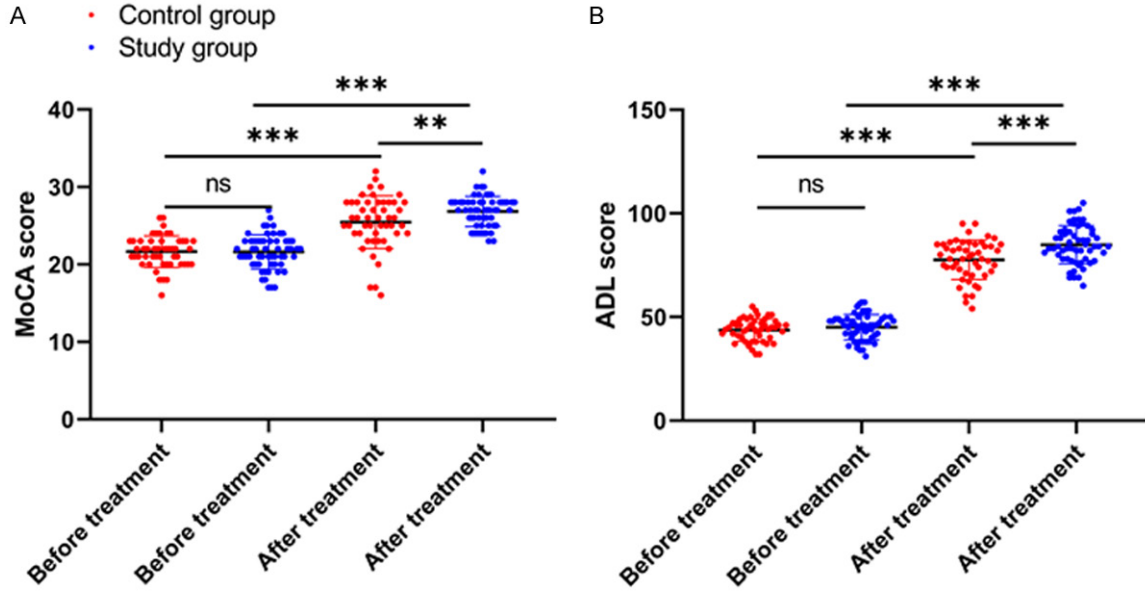 A
Control group
Study group
MoCA score
40
30
20
10
0
ns
***
***
**
Before treatment
Before treatment
After treatment
After treatment
B
ADL score
150
100
50
0
ns
***
***
***
Before treatment
Before treatment
After treatment
After treatment